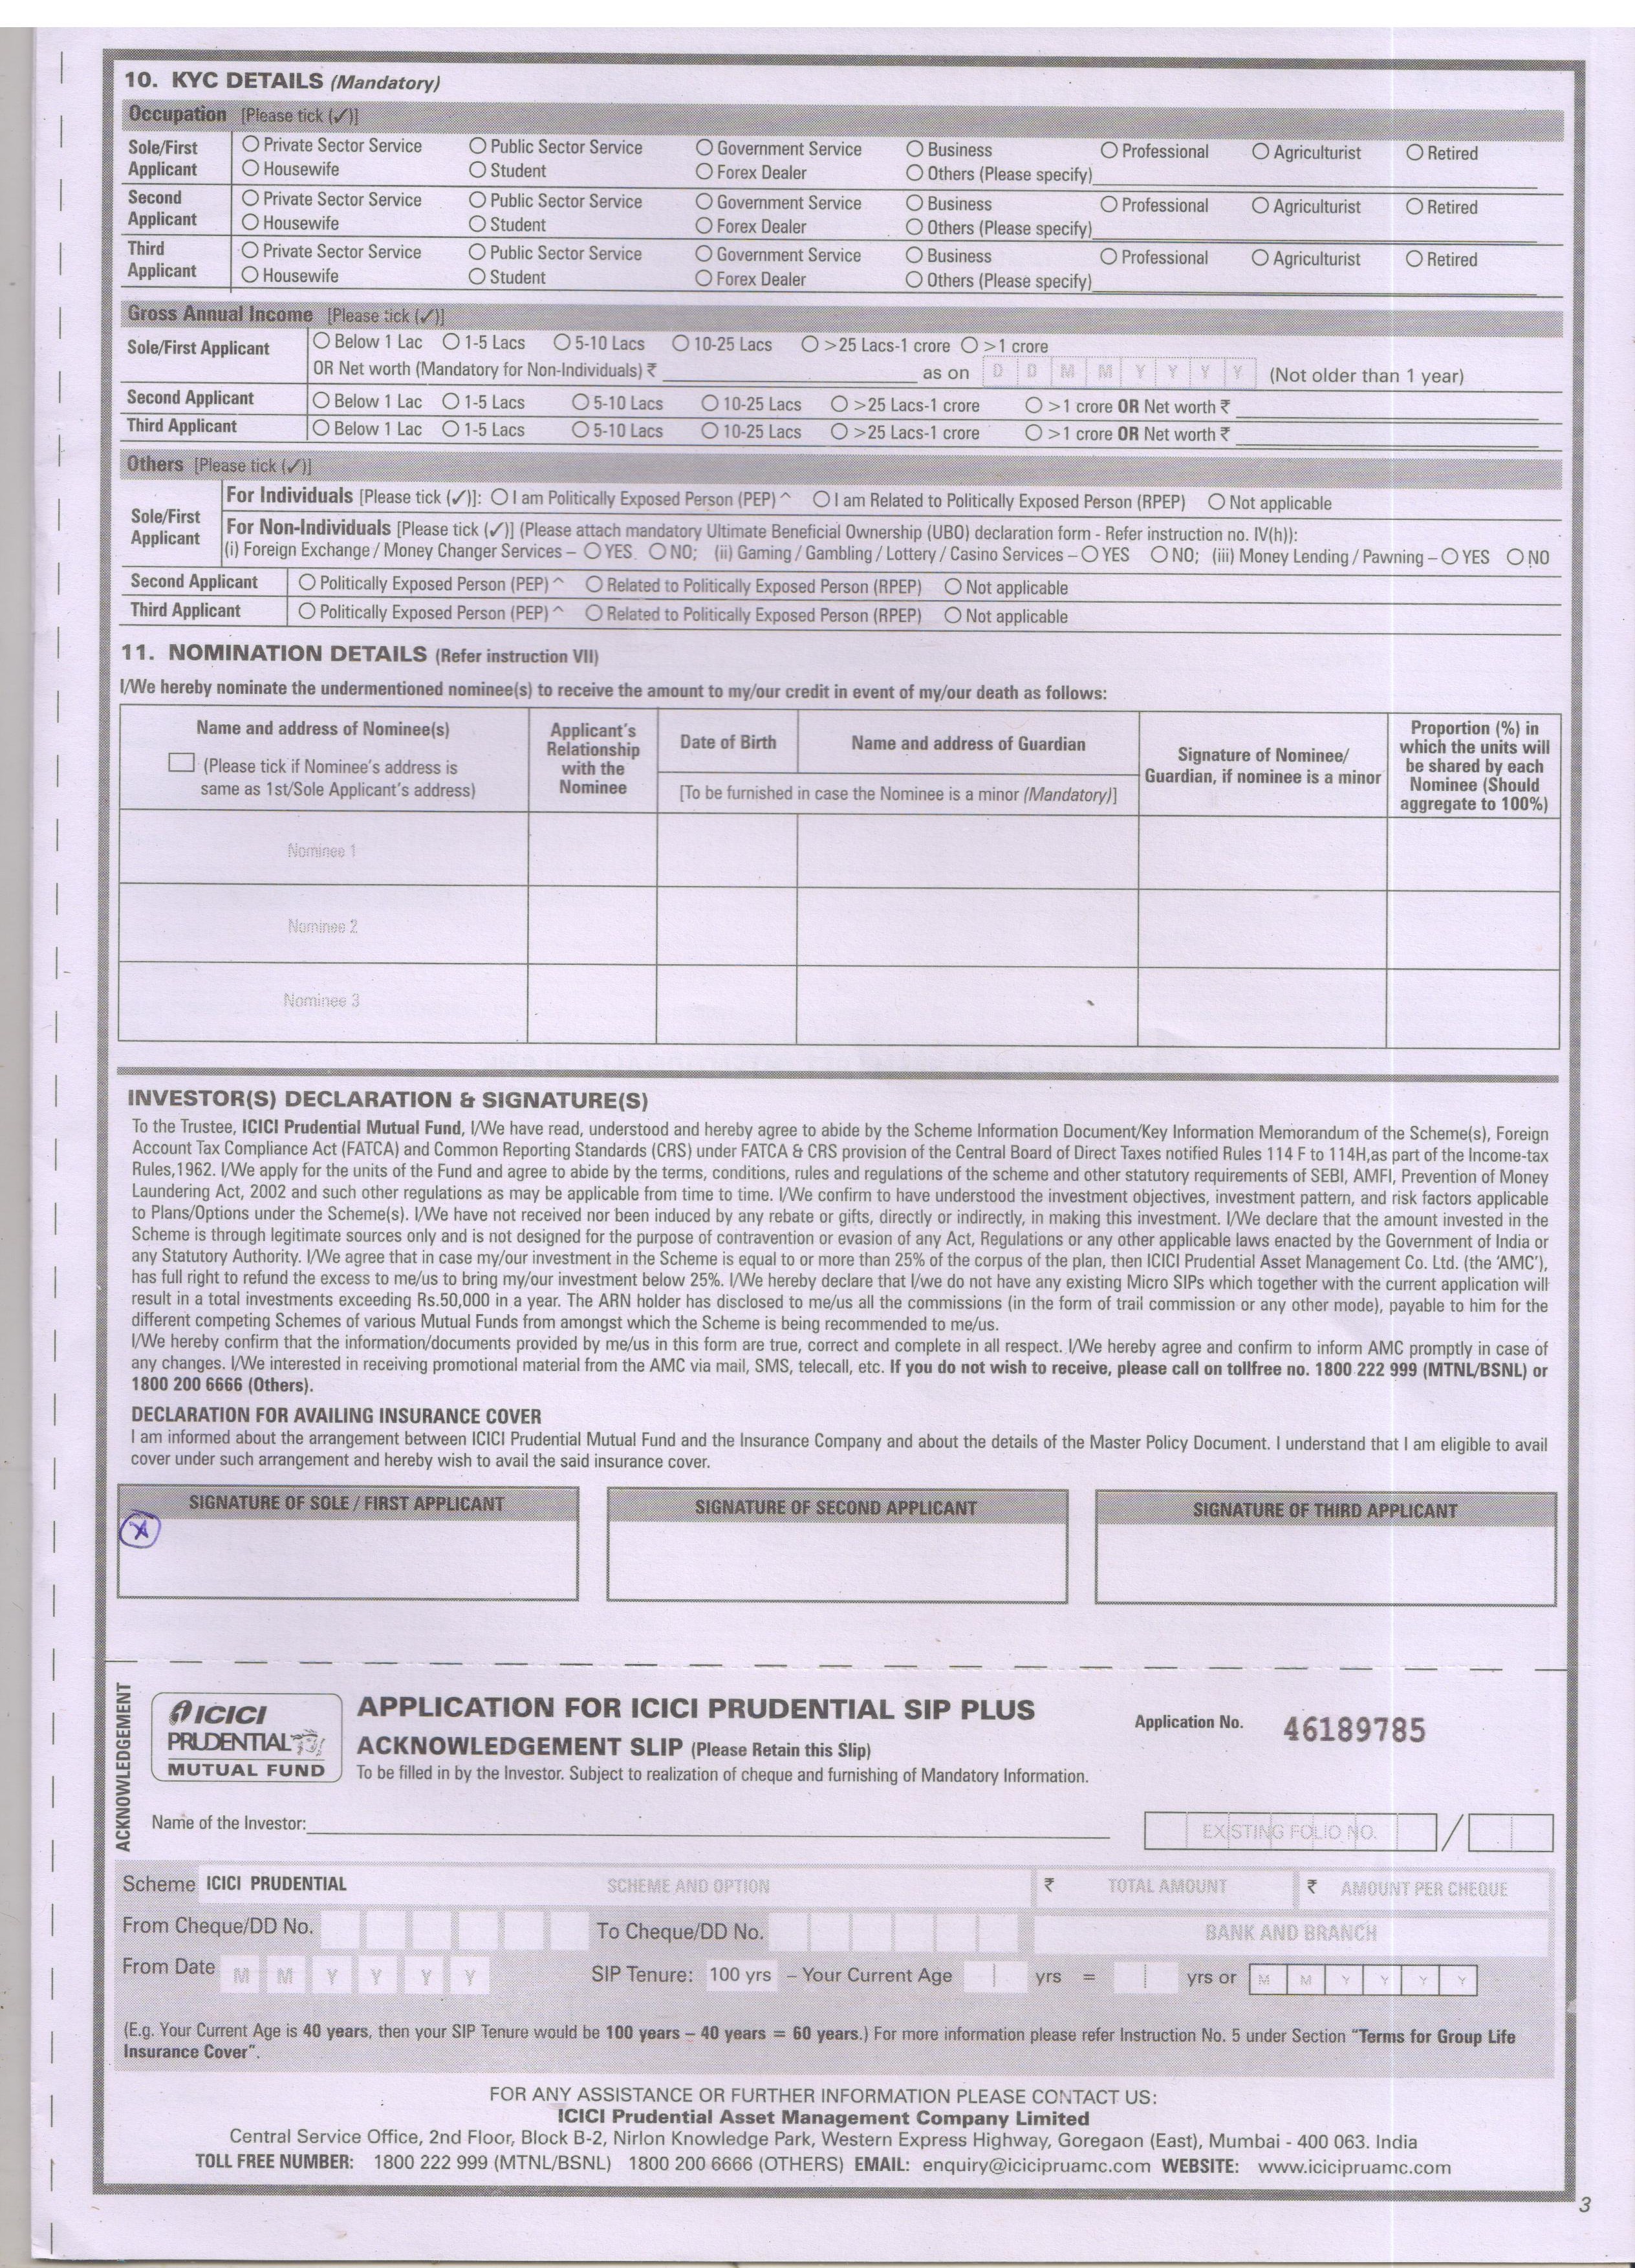 10. KYC DETAILS (Mandatory)
Occupation [Please tick (✓)]
Sole/First Applicant
○ Private Sector Service ○ Public Sector Service ○ Government Service ○ Business ○ Professional ○ Agriculturist ○ Retired
○ Housewife ○ Student ○ Forex Dealer ○ Others (Please specify)
Second Applicant
○ Private Sector Service ○ Public Sector Service ○ Government Service ○ Business ○ Professional ○ Agriculturist ○ Retired
○ Housewife ○ Student ○ Forex Dealer ○ Others (Please specify)
Third Applicant
○ Private Sector Service ○ Public Sector Service ○ Government Service ○ Business ○ Professional ○ Agriculturist ○ Retired
○ Housewife ○ Student ○ Forex Dealer ○ Others (Please specify)
Gross Annual Income [Please tick (✓)]
Sole/First Applicant ○ Below 1 Lac ○ 1-5 Lacs ○ 5-10 Lacs ○ 10-25 Lacs ○ >25 Lacs-1 crore ○ >1 crore
OR Net worth (Mandatory for Non-Individuals) ₹ as on D D M M Y Y Y Y (Not older than 1 year)
Second Applicant ○ Below 1 Lac ○ 1-5 Lacs ○ 5-10 Lacs ○ 10-25 Lacs ○ >25 Lacs-1 crore ○ >1 crore OR Net worth ₹
Third Applicant ○ Below 1 Lac ○ 1-5 Lacs ○ 5-10 Lacs ○ 10-25 Lacs ○ >25 Lacs-1 crore ○ >1 crore OR Net worth ₹
Others [Please tick (✓)]
Sole/First Applicant
For Individuals [Please tick (✓)]: ○ I am Politically Exposed Person (PEP) ^ ○ I am Related to Politically Exposed Person (RPEP) ○ Not applicable
For Non-Individuals [Please tick (✓)] (Please attach mandatory Ultimate Beneficial Ownership (UBO) declaration form - Refer instruction no. IV(h)):
(i) Foreign Exchange / Money Changer Services – ○ YES ○ NO; (ii) Gaming / Gambling / Lottery / Casino Services – ○ YES ○ NO; (iii) Money Lending / Pawning – ○ YES ○ NO
Second Applicant ○ Politically Exposed Person (PEP) ^ ○ Related to Politically Exposed Person (RPEP) ○ Not applicable
Third Applicant ○ Politically Exposed Person (PEP) ^ ○ Related to Politically Exposed Person (RPEP) ○ Not applicable
11. NOMINATION DETAILS (Refer instruction VII)
I/We hereby nominate the undermentioned nominee(s) to receive the amount to my/our credit in event of my/our death as follows:
Name and address of Nominee(s)
(Please tick if Nominee's address is
same as 1st/Sole Applicant's address)
Applicant's
Relationship
with the
Nominee
Date of Birth
Name and address of Guardian
[To be furnished in case the Nominee is a minor (Mandatory)]
Signature of Nominee/
Guardian, if nominee is a minor
Proportion (%) in
which the units will
be shared by each
Nominee (Should
aggregate to 100%)
Nominee 1
Nominee 2
Nominee 3
INVESTOR(S) DECLARATION & SIGNATURE(S)
To the Trustee, ICICI Prudential Mutual Fund, I/We have read, understood and hereby agree to abide by the Scheme Information Document/Key Information Memorandum of the Scheme(s), Foreign
Account Tax Compliance Act (FATCA) and Common Reporting Standards (CRS) under FATCA & CRS provision of the Central Board of Direct Taxes notified Rules 114 F to 114H,as part of the Income-tax
Rules,1962. I/We apply for the units of the Fund and agree to abide by the terms, conditions, rules and regulations of the scheme and other statutory requirements of SEBI, AMFI, Prevention of Money
Laundering Act, 2002 and such other regulations as may be applicable from time to time. I/We confirm to have understood the investment objectives, investment pattern, and risk factors applicable
to Plans/Options under the Scheme(s). I/We have not received nor been induced by any rebate or gifts, directly or indirectly, in making this investment. I/We declare that the amount invested in the
Scheme is through legitimate sources only and is not designed for the purpose of contravention or evasion of any Act, Regulations or any other applicable laws enacted by the Government of India or
any Statutory Authority. I/We agree that in case my/our investment in the Scheme is equal to or more than 25% of the corpus of the plan, then ICICI Prudential Asset Management Co. Ltd. (the 'AMC'),
has full right to refund the excess to me/us to bring my/our investment below 25%. I/We hereby declare that I/we do not have any existing Micro SIPs which together with the current application will
result in a total investments exceeding Rs.50,000 in a year. The ARN holder has disclosed to me/us all the commissions (in the form of trail commission or any other mode), payable to him for the
different competing Schemes of various Mutual Funds from amongst which the Scheme is being recommended to me/us.
I/We hereby confirm that the information/documents provided by me/us in this form are true, correct and complete in all respect. I/We hereby agree and confirm to inform AMC promptly in case of
any changes. I/We interested in receiving promotional material from the AMC via mail, SMS, telecall, etc. If you do not wish to receive, please call on tollfree no. 1800 222 999 (MTNL/BSNL) or
1800 200 6666 (Others).
DECLARATION FOR AVAILING INSURANCE COVER
I am informed about the arrangement between ICICI Prudential Mutual Fund and the Insurance Company and about the details of the Master Policy Document. I understand that I am eligible to avail
cover under such arrangement and hereby wish to avail the said insurance cover.
SIGNATURE OF SOLE / FIRST APPLICANT SIGNATURE OF SECOND APPLICANT SIGNATURE OF THIRD APPLICANT
X
ACKNOWLEDGEMENT
ICICI
PRUDENTIAL
MUTUAL FUND
APPLICATION FOR ICICI PRUDENTIAL SIP PLUS
ACKNOWLEDGEMENT SLIP (Please Retain this Slip)
To be filled in by the Investor. Subject to realization of cheque and furnishing of Mandatory Information.
Application No. 46189785
Name of the Investor: EXISTING FOLIO NO. /
Scheme ICICI PRUDENTIAL SCHEME AND OPTION ₹ TOTAL AMOUNT ₹ AMOUNT PER CHEQUE
From Cheque/DD No. To Cheque/DD No. BANK AND BRANCH
From Date M M Y Y Y Y SIP Tenure: 100 yrs – Your Current Age yrs = yrs or M M Y Y Y Y
(E.g. Your Current Age is 40 years, then your SIP Tenure would be 100 years – 40 years = 60 years.) For more information please refer Instruction No. 5 under Section "Terms for Group Life
Insurance Cover".
FOR ANY ASSISTANCE OR FURTHER INFORMATION PLEASE CONTACT US:
ICICI Prudential Asset Management Company Limited
Central Service Office, 2nd Floor, Block B-2, Nirlon Knowledge Park, Western Express Highway, Goregaon (East), Mumbai - 400 063. India
TOLL FREE NUMBER: 1800 222 999 (MTNL/BSNL) 1800 200 6666 (OTHERS) EMAIL: enquiry@icicipruamc.com WEBSITE: www.icicipruamc.com
3